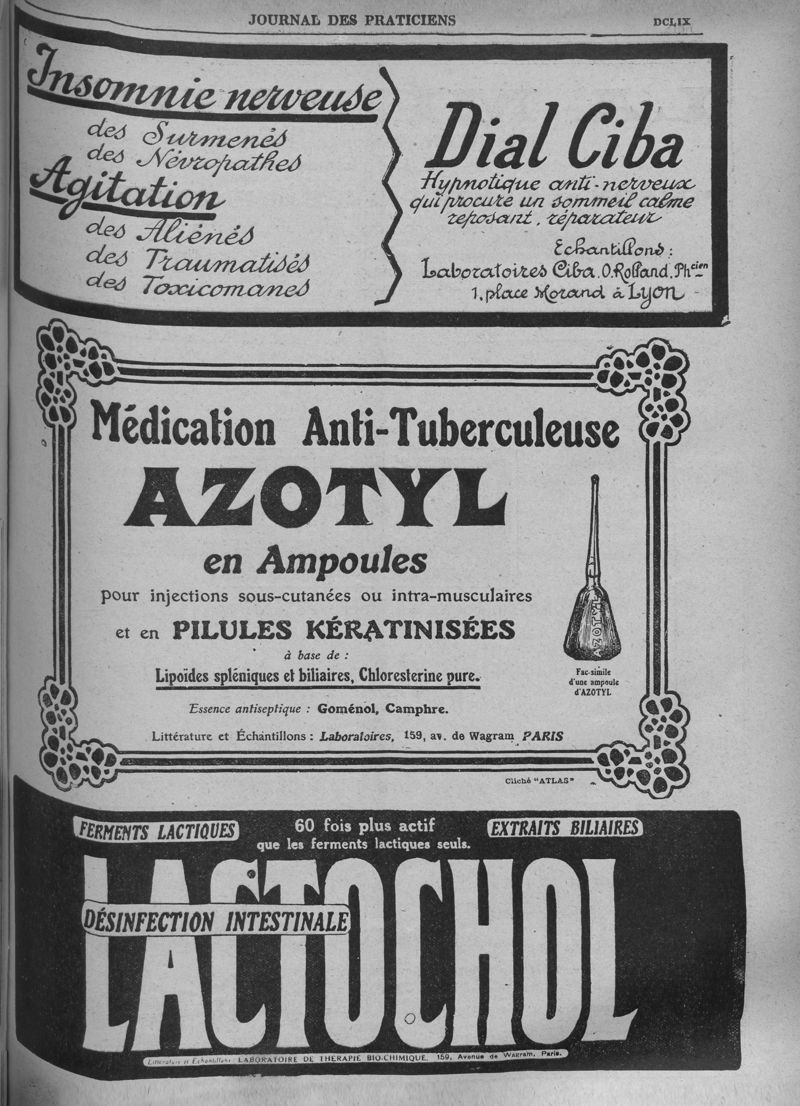 JOURNAL DES PRATICIENS DCLIX
Insomnie nerveuse
des Surmenés
des Névropathes
Agitation
des Aliénés
des Traumatisés
des Toxicomanes
Dial Ciba
Hypnotique anti-nerveux
qui procure un sommeil calme
reposant, réparateur
Echantillons :
Laboratoires Ciba, O. Rolland, Phcien
1, place Morand à Lyon
Médication Anti-Tuberculeuse
AZOTYL
en Ampoules
pour injections sous-cutanées ou intra-musculaires
et en PILULES KÉRATINISÉES
à base de :
Lipoïdes spléniques et biliaires, Chloresterine pure.
Essence antiseptique : Goménol, Camphre.
Littérature et Échantillons : Laboratoires, 159, av. de Wagram PARIS
AZOTYL
Fac-simile
d'une ampoule
d'AZOTYL
Cliché "ATLAS"
FERMENTS LACTIQUES
60 fois plus actif
que les ferments lactiques seuls.
EXTRAITS BILIAIRES
LACTOCHOL
DÉSINFECTION INTESTINALE
Littérature et Échantillons : LABORATOIRE DE THÉRAPIE BIO-CHIMIQUE, 159, Avenue de Wagram, Paris.